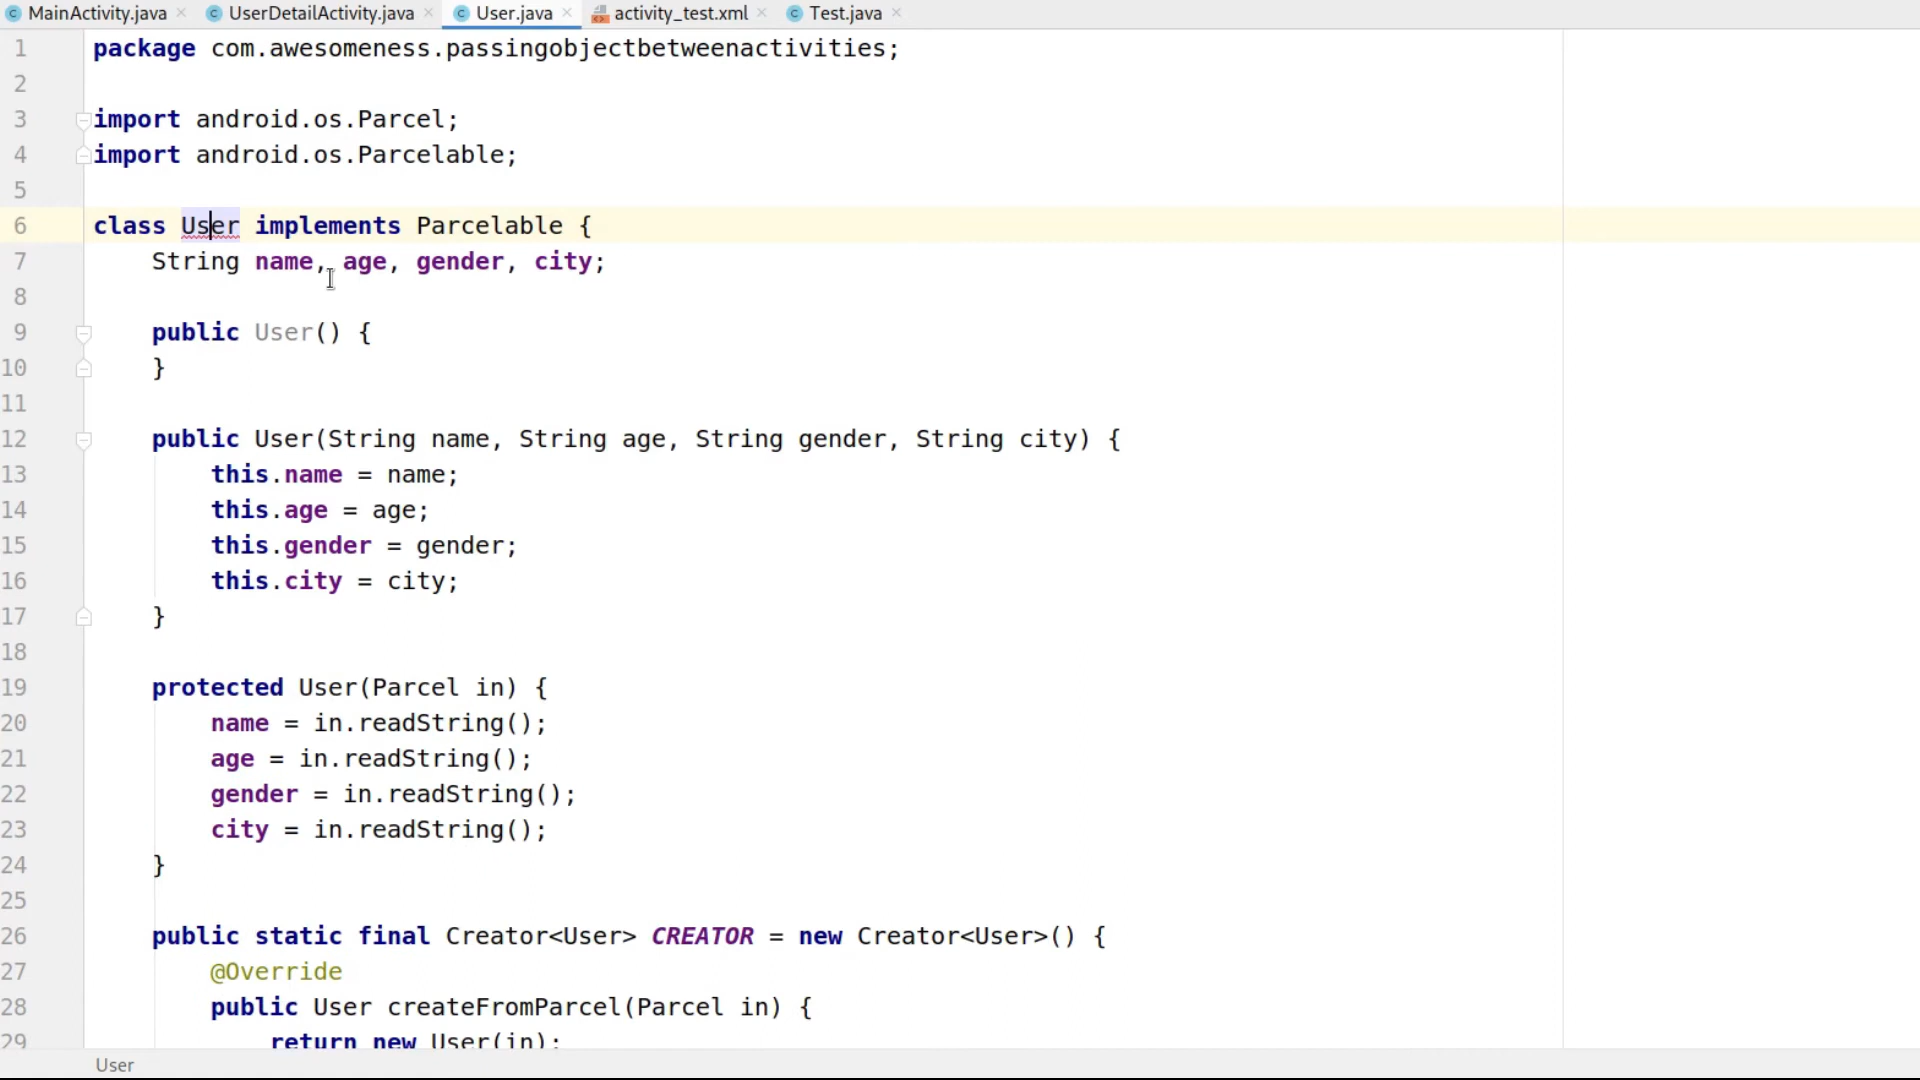 MainActivity.java UserDetailActivity.java User.java activity_test.xml Test.java
1 package com.awesomeness.passingobjectbetweenactivities;
2
3 import android.os.Parcel;
4 import android.os.Parcelable;
5
6 class User implements Parcelable {
7 String name, age, gender, city;
8
9 public User() {
10 }
11
12 public User(String name, String age, String gender, String city) {
13 this.name = name;
14 this.age = age;
15 this.gender = gender;
16 this.city = city;
17 }
18
19 protected User(Parcel in) {
20 name = in.readString();
21 age = in.readString();
22 gender = in.readString();
23 city = in.readString();
24 }
25
26 public static final Creator<User> CREATOR = new Creator<User>() {
27 @Override
28 public User createFromParcel(Parcel in) {
29 return new User(in);
User